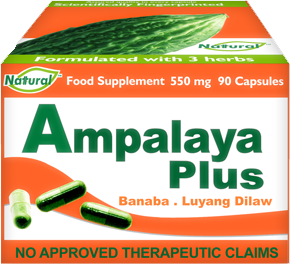 Scientifically Fingerprinted
Formulated with 3 herbs
Natural
Natural
Food Supplement 550 mg 90 Capsules
Ampalaya
Plus
Banaba . Luyang Dilaw
NO APPROVED THERAPEUTIC CLAIMS